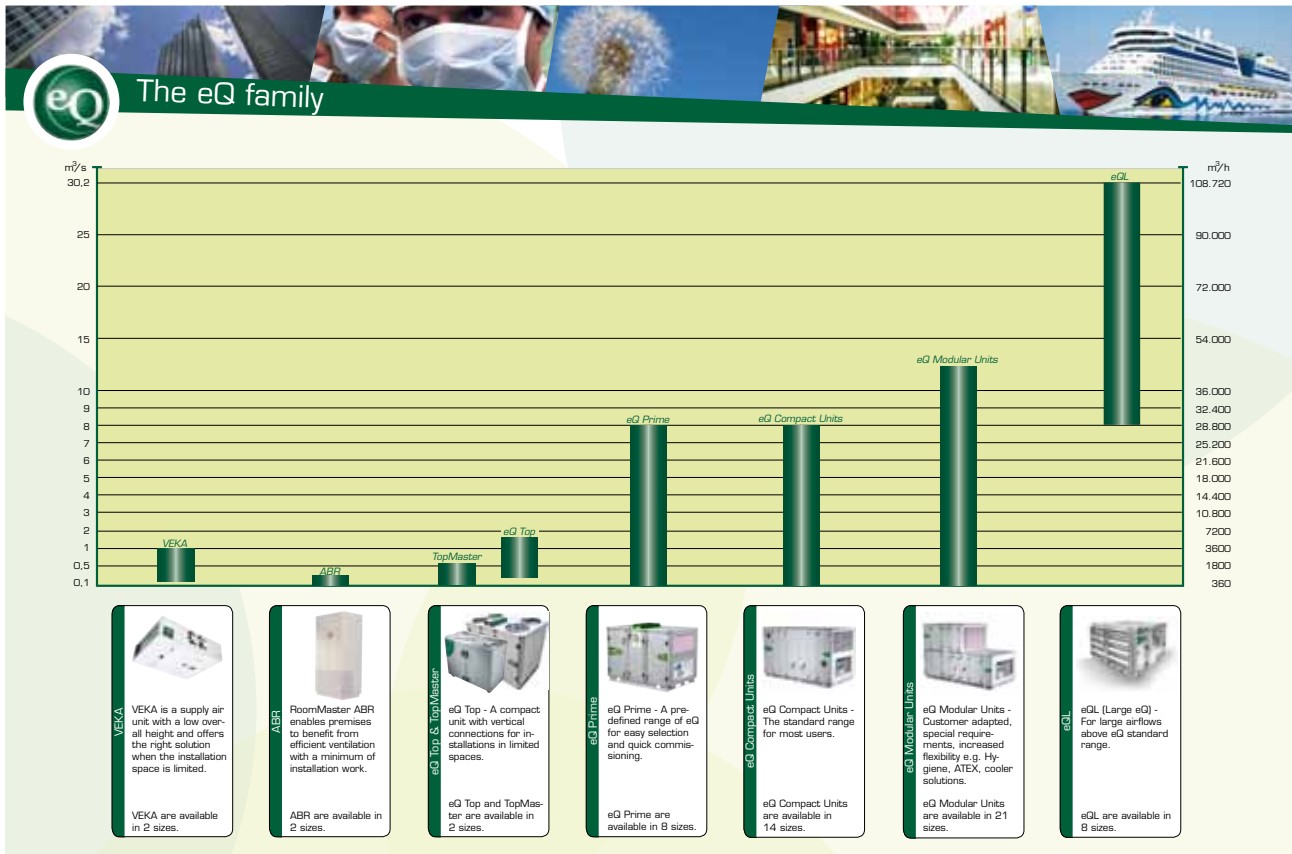 eQ
The eQ family
m³/s
30,2
25
20
15
10
9
8
7
6
5
4
3
2
1
0,5
0,1
m³/h
108.720
90.000
72.000
54.000
36.000
32.400
28.800
25.200
21.600
18.000
14.400
10.800
7200
3600
1800
360
VEKA
ABR
TopMaster
eQ Top
eQ Prime
eQ Compact Units
eQ Modular Units
eQL
VEKA
VEKA is a supply air
unit with a low over-
all height and offers
the right solution
when the installation
space is limited.
VEKA are available
in 2 sizes.
ABR
RoomMaster ABR
enables premises
to benefit from
efficient ventilation
with a minimum of
installation work.
ABR are available in
2 sizes.
eQ Top & TopMaster
eQ Top - A compact
unit with vertical
connections for in-
stallations in limited
spaces.
eQ Top and TopMas-
ter are available in
2 sizes.
eQ Prime
eQ Prime - A pre-
defined range of eQ
for easy selection
and quick commis-
sioning.
eQ Prime are
available in 8 sizes.
eQ Compact Units
eQ Compact Units -
The standard range
for most users.
eQ Compact Units
are available in
14 sizes.
eQ Modular Units
eQ Modular Units -
Customer adapted,
special require-
ments, increased
flexibility e.g. Hy-
giene, ATEX, cooler
solutions.
eQ Modular Units
are available in 21
sizes.
eQL
eQL (Large eQ) -
For large airflows
above eQ standard
range.
eQL are available in
8 sizes.